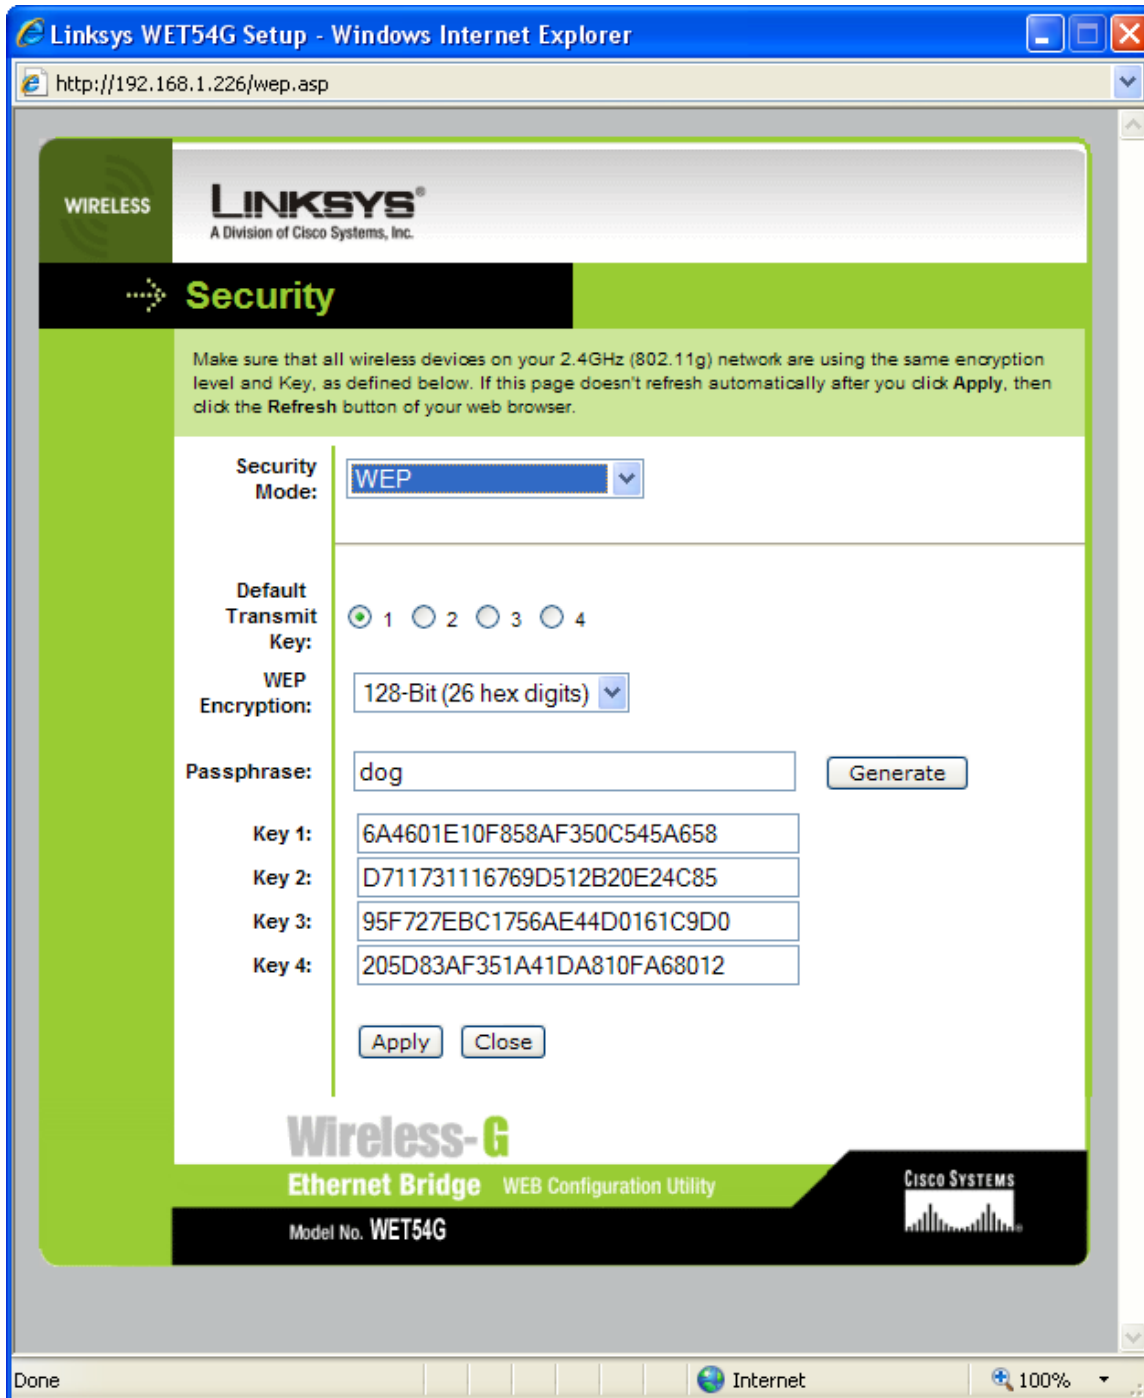 Linksys WET54G Setup - Windows Internet Explorer
http://192.168.1.226/wep.asp
WIRELESS
LINKSYS®
A Division of Cisco Systems, Inc.
Security
Make sure that all wireless devices on your 2.4GHz (802.11g) network are using the same encryption
level and Key, as defined below. If this page doesn't refresh automatically after you click Apply, then
click the Refresh button of your web browser.
Security Mode: WEP
Default Transmit Key: 1 2 3 4
WEP Encryption: 128-Bit (26 hex digits)
Passphrase: dog Generate
Key 1: 6A4601E10F858AF350C545A658
Key 2: D711731116769D512B20E24C85
Key 3: 95F727EBC1756AE44D0161C9D0
Key 4: 205D83AF351A41DA810FA68012
Apply Close
Wireless-G
Ethernet Bridge WEB Configuration Utility
Model No. WET54G
CISCO SYSTEMS
Done Internet 100%